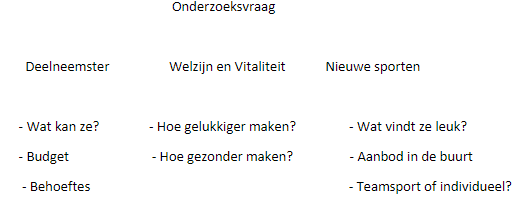 Onderzoeksvraag
Deelneemster Welzijn en Vitaliteit Nieuwe sporten
- Wat kan ze? - Hoe gelukkiger maken? - Wat vindt ze leuk?
- Budget - Hoe gezonder maken? - Aanbod in de buurt
- Behoeftes - Teamsport of individueel?